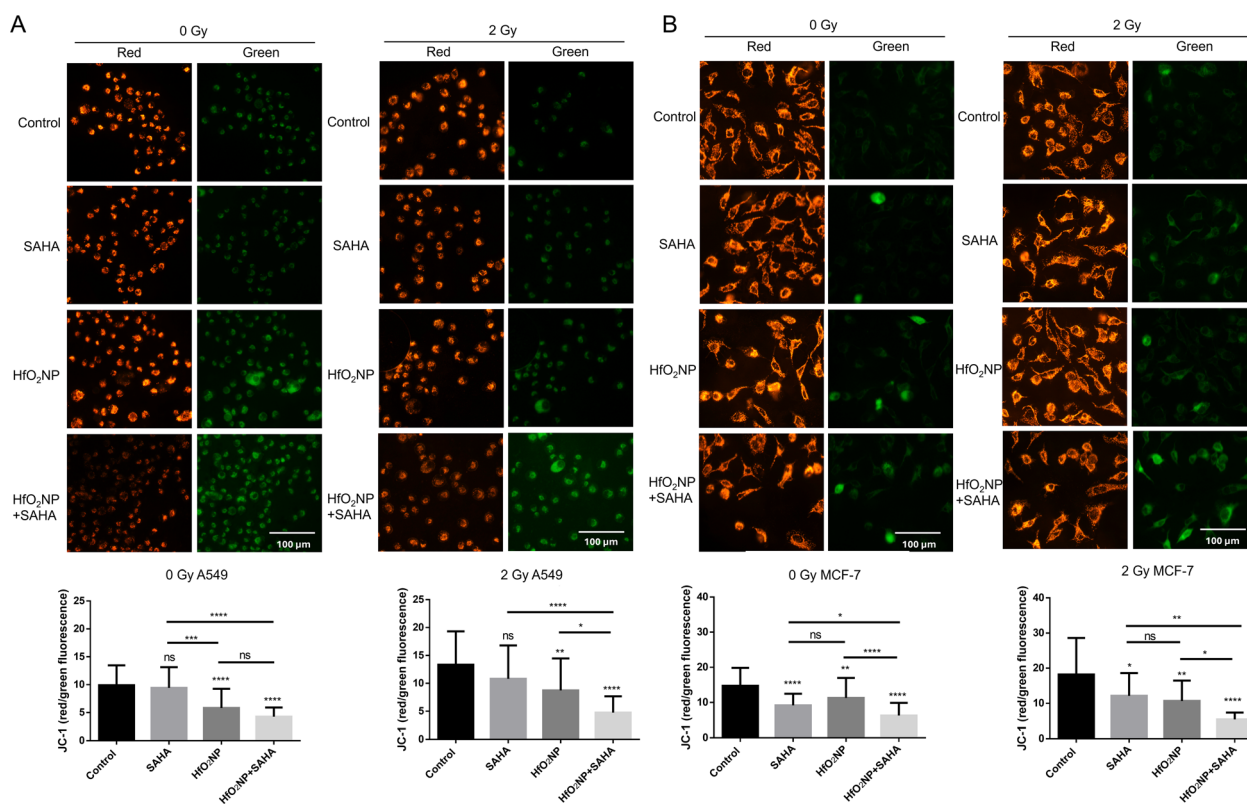 A
0 Gy
2 Gy
Red Green
Red Green
Control
SAHA
HfO₂NP
HfO₂NP
+SAHA
Control
SAHA
HfO₂NP
HfO₂NP
+SAHA
100 µm
100 µm
B
0 Gy
2 Gy
Red Green
Red Green
Control
SAHA
HfO₂NP
HfO₂NP
+SAHA
Control
SAHA
HfO₂NP
HfO₂NP
+SAHA
100 µm
100 µm
0 Gy A549
JC-1 (red/green fluorescence)
25
20
15
10
5
0
****
***
ns
ns
****
****
Control
SAHA
HfO₂NP
HfO₂NP+SAHA
2 Gy A549
JC-1 (red/green fluorescence)
25
20
15
10
5
0
****
*
ns
**
****
Control
SAHA
HfO₂NP
HfO₂NP+SAHA
0 Gy MCF-7
JC-1 (red/green fluorescence)
40
30
20
10
0
*
ns
****
****
**
****
Control
SAHA
HfO₂NP
HfO₂NP+SAHA
2 Gy MCF-7
JC-1 (red/green fluorescence)
40
30
20
10
0
**
ns
*
*
**
****
Control
SAHA
HfO₂NP
HfO₂NP+SAHA